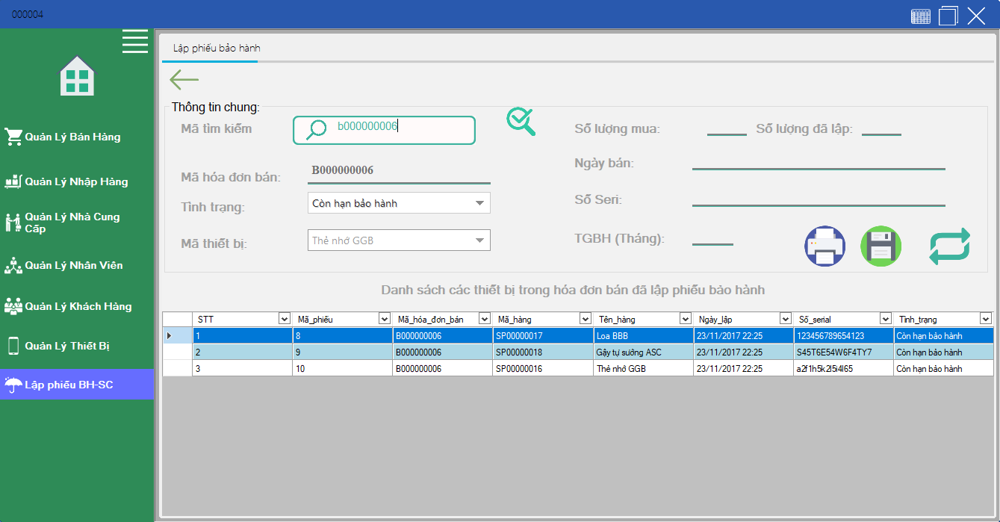 000004
Lập phiếu bảo hành
Thông tin chung:
Mã tìm kiếm
b000000006
Số lượng mua:
Số lượng đã lập:
Mã hóa đơn bán:
B000000006
Ngày bán:
Tình trạng:
Còn hạn bảo hành
Số Seri:
Mã thiết bị:
Thẻ nhớ GGB
TGBH (Tháng):
Quản Lý Bán Hàng
Quản Lý Nhập Hàng
Quản Lý Nhà Cung
Cấp
Quản Lý Nhân Viên
Quản Lý Khách Hàng
Quản Lý Thiết Bị
Lập phiếu BH-SC
Danh sách các thiết bị trong hóa đơn bán đã lập phiếu bảo hành
STT Mã_phiếu Mã_hóa_đơn_bán Mã_hàng Tên_hàng Ngày_lập Số_serial Tình_trạng
1 8 B000000006 SP00000017 Loa BBB 23/11/2017 22:25 123456789654123 Còn hạn bảo hành
2 9 B000000006 SP00000018 Gậy tự sướng ASC 23/11/2017 22:25 S45T6E54W6F4TY7 Còn hạn bảo hành
3 10 B000000006 SP00000016 Thẻ nhớ GGB 23/11/2017 22:25 a2f1h5k2l5i4l65 Còn hạn bảo hành